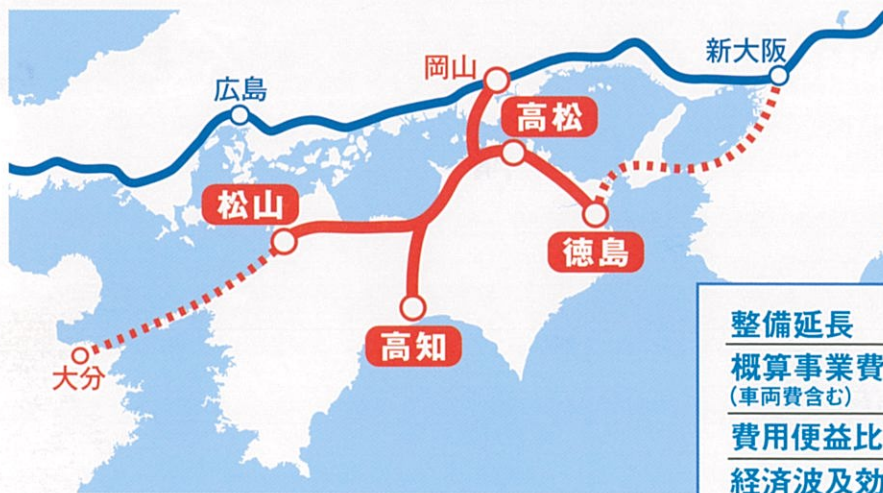 新大阪
岡山
広島
高松
松山
徳島
高知
大分
整備延長
概算事業費
(車両費含む)
費用便益比
経済波及効